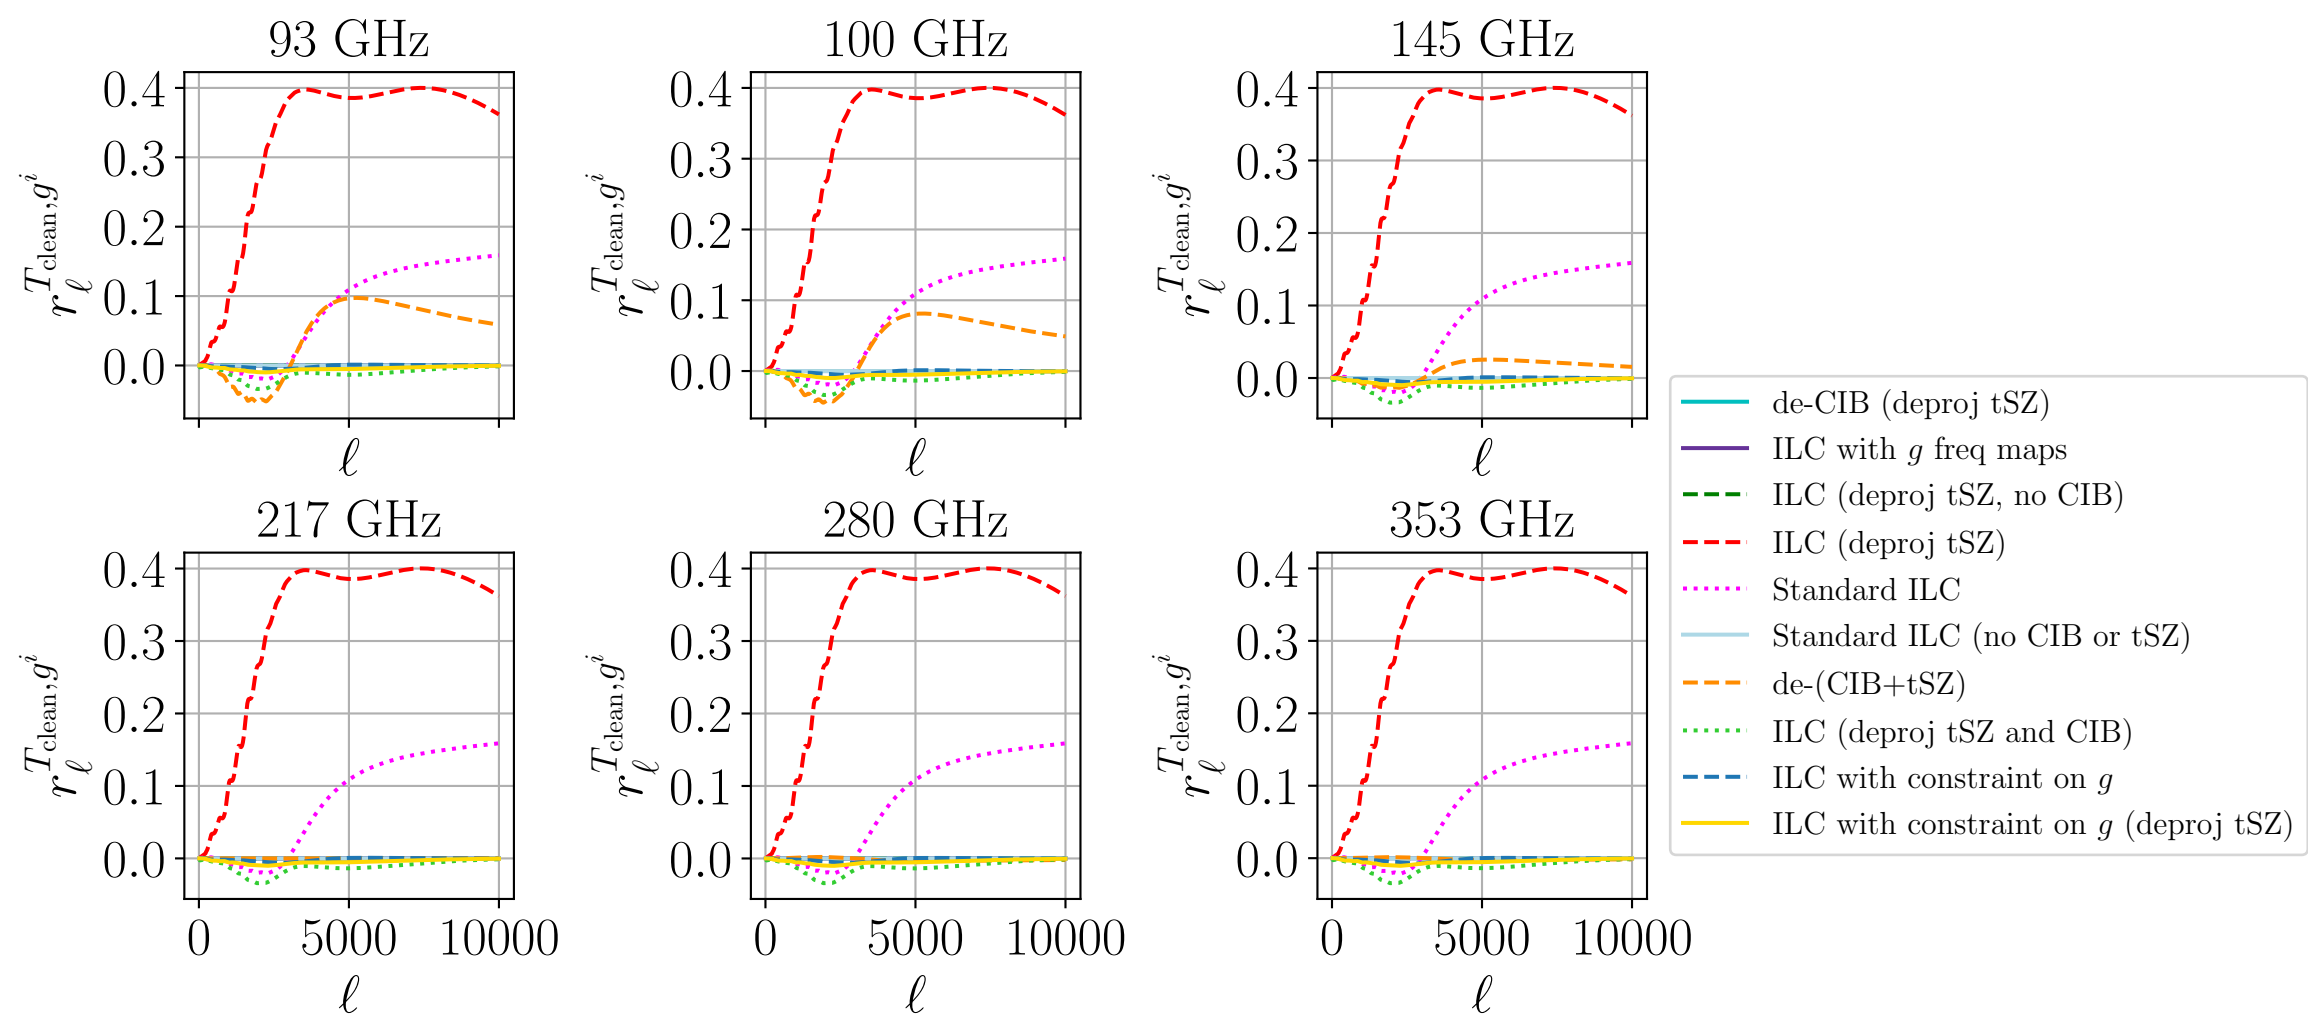 93 GHz
100 GHz
145 GHz
0.4
0.3
0.2
0.1
0.0
r_ℓ^{T_clean, g^i}
ℓ
0.4
0.3
0.2
0.1
0.0
r_ℓ^{T_clean, g^i}
ℓ
0.4
0.3
0.2
0.1
0.0
r_ℓ^{T_clean, g^i}
ℓ
217 GHz
280 GHz
353 GHz
0.4
0.3
0.2
0.1
0.0
r_ℓ^{T_clean, g^i}
0 5000 10000
ℓ
0.4
0.3
0.2
0.1
0.0
r_ℓ^{T_clean, g^i}
0 5000 10000
ℓ
0.4
0.3
0.2
0.1
0.0
r_ℓ^{T_clean, g^i}
0 5000 10000
ℓ
de-CIB (deproj tSZ)
ILC with g freq maps
ILC (deproj tSZ, no CIB)
ILC (deproj tSZ)
Standard ILC
Standard ILC (no CIB or tSZ)
de-(CIB+tSZ)
ILC (deproj tSZ and CIB)
ILC with constraint on g
ILC with constraint on g (deproj tSZ)